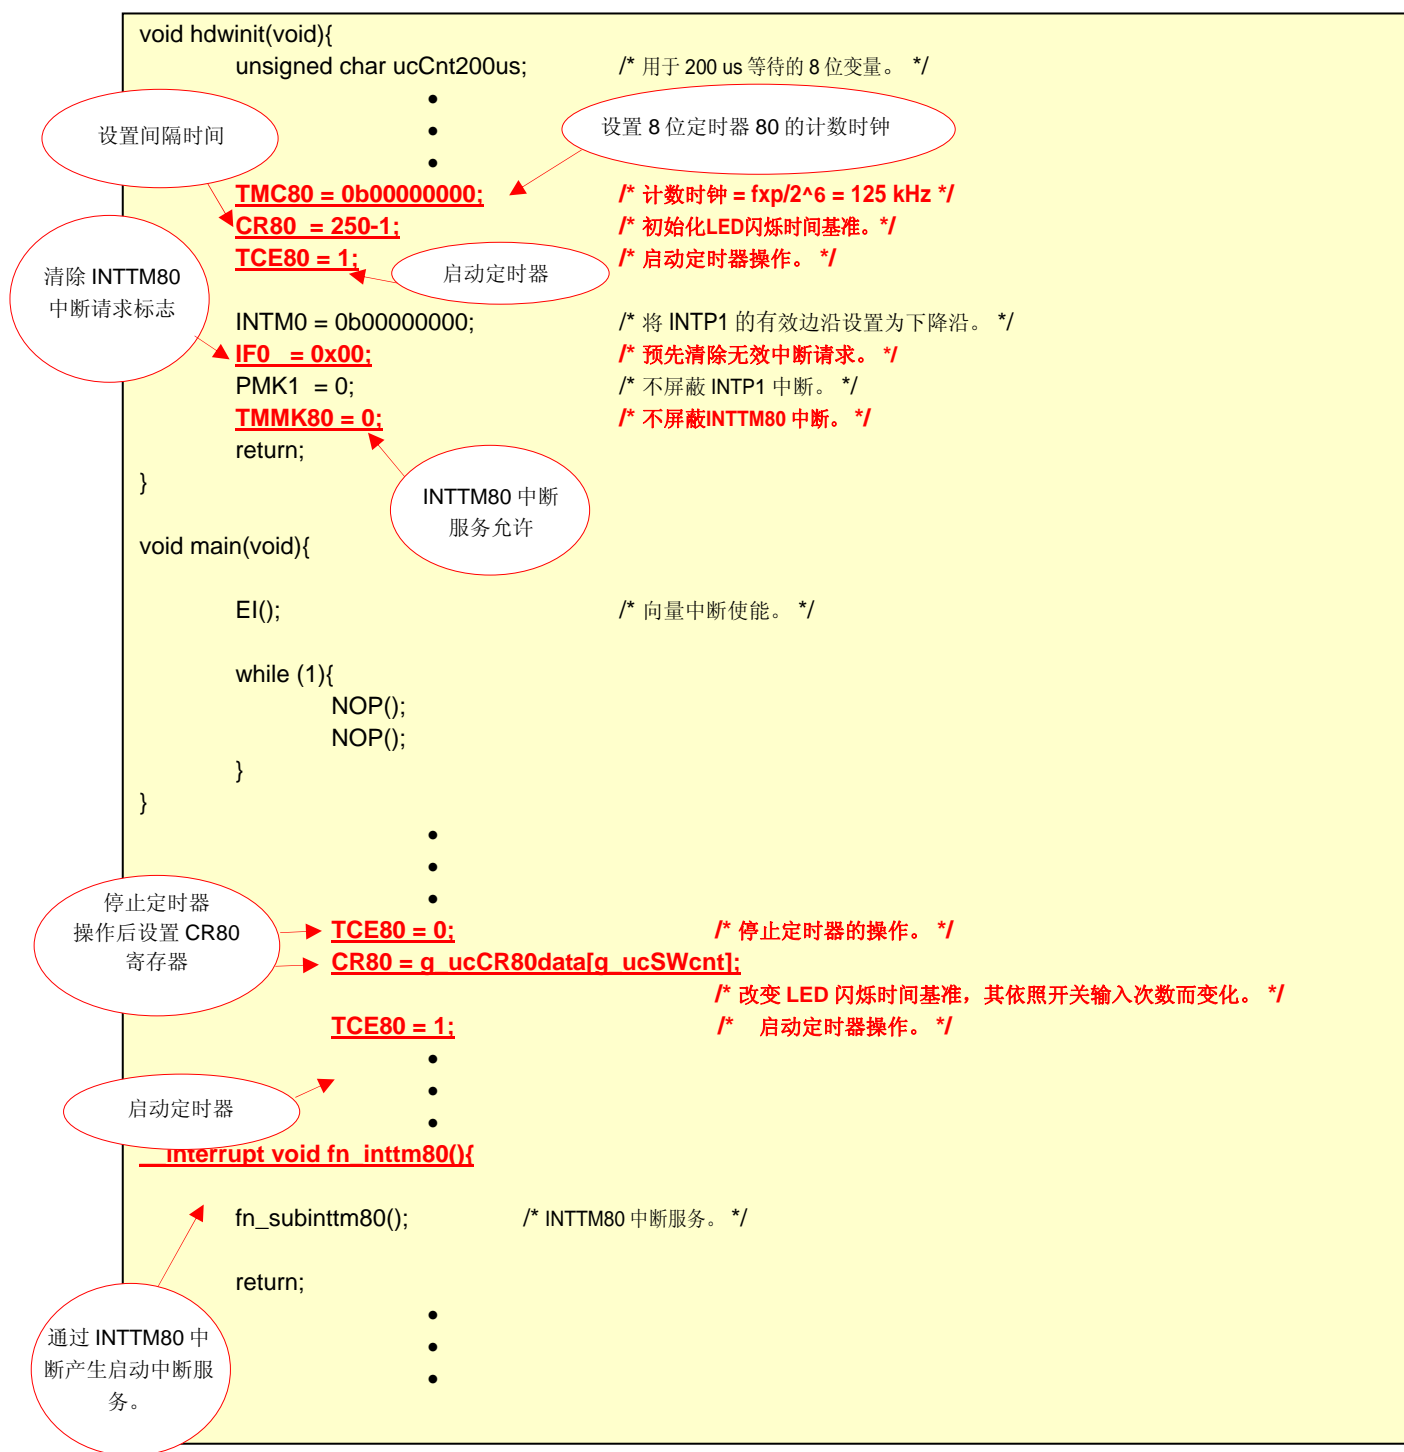 void hdwinit(void){
unsigned char ucCnt200us; /* 用于 200 us 等待的 8 位变量。 */
•
设置间隔时间
•
设置 8 位定时器 80 的计数时钟
•
TMC80 = 0b00000000; /* 计数时钟 = fxp/2^6 = 125 kHz */
CR80 = 250-1; /* 初始化LED闪烁时间基准。*/
TCE80 = 1; /* 启动定时器操作。 */
启动定时器
清除 INTTM80
中断请求标志
INTM0 = 0b00000000; /* 将 INTP1 的有效边沿设置为下降沿。 */
IF0 = 0x00; /* 预先清除无效中断请求。 */
PMK1 = 0; /* 不屏蔽 INTP1 中断。 */
TMMK80 = 0; /* 不屏蔽INTTM80 中断。 */
return;
}
INTTM80 中断
服务允许
void main(void){
EI(); /* 向量中断使能。 */
while (1){
NOP();
NOP();
}
}
•
•
•
停止定时器
操作后设置 CR80
寄存器
TCE80 = 0; /* 停止定时器的操作。 */
CR80 = g_ucCR80data[g_ucSWcnt];
/* 改变 LED 闪烁时间基准，其依照开关输入次数而变化。 */
TCE80 = 1; /* 启动定时器操作。 */
•
•
启动定时器
•
__interrupt void fn_inttm80(){
fn_subinttm80(); /* INTTM80 中断服务。 */
return;
•
通过 INTTM80 中
断产生启动中断服
务。
•
•